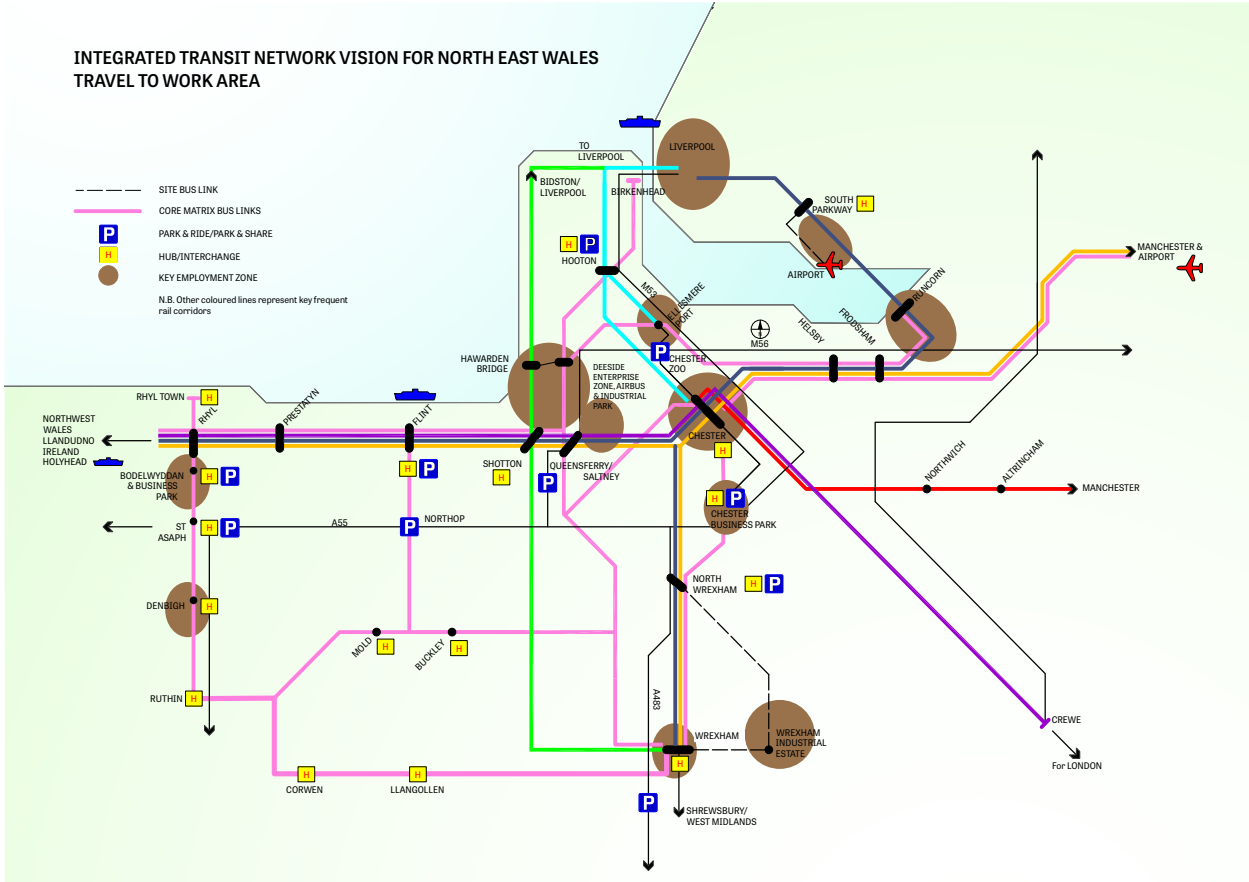 INTEGRATED TRANSIT NETWORK VISION FOR NORTH EAST WALES
TRAVEL TO WORK AREA
SITE BUS LINK
CORE MATRIX BUS LINKS
P
PARK & RIDE/PARK & SHARE
H
HUB/INTERCHANGE
KEY EMPLOYMENT ZONE
N.B. Other coloured lines represent key frequent
rail corridors
TO
LIVERPOOL
LIVERPOOL
BIDSTON/
LIVERPOOL
BIRKENHEAD
SOUTH
PARKWAY
H
H
P
HOOTON
AIRPORT
MANCHESTER &
AIRPORT
M53
ELLESMERE
PORT
RUNCORN
FRODSHAM
HELSBY
M56
P
CHESTER
ZOO
HAWARDEN
BRIDGE
DEESIDE
ENTERPRISE
ZONE, AIRBUS
& INDUSTRIAL
PARK
RHYL TOWN
H
RHYL
PRESTATYN
FLINT
NORTHWEST
WALES
LLANDUDNO
IRELAND
HOLYHEAD
CHESTER
H
SHOTTON
H
QUEENSFERRY/
SALTNEY
P
H
P
BODELWYDDAN
& BUSINESS
PARK
H
P
NORTHWICH
ALTRINCHAM
MANCHESTER
H
P
CHESTER
BUSINESS PARK
ST
ASAPH
H
P
A55
P
NORTHOP
NORTH
WREXHAM
H
P
DENBIGH
H
MOLD
H
BUCKLEY
H
RUTHIN
H
A483
WREXHAM
H
WREXHAM
INDUSTRIAL
ESTATE
CREWE
For LONDON
H
CORWEN
H
LLANGOLLEN
P
SHREWSBURY/
WEST MIDLANDS